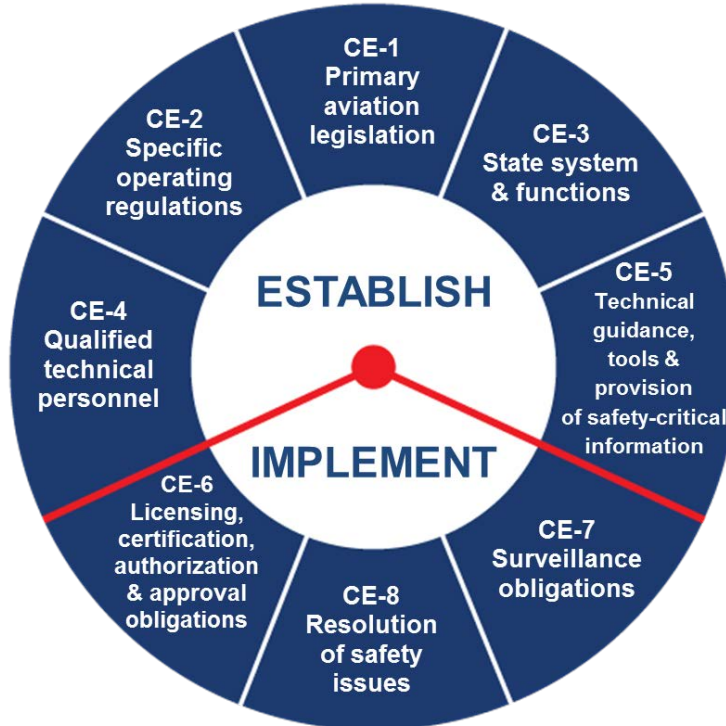 CE-1
Primary
aviation
legislation
CE-2
Specific
operating
regulations
CE-3
State system
& functions
CE-4
Qualified
technical
personnel
CE-5
Technical
guidance,
tools &
provision
of safety-critical
information
ESTABLISH
IMPLEMENT
CE-6
Licensing,
certification,
authorization
& approval
obligations
CE-7
Surveillance
obligations
CE-8
Resolution
of safety
issues